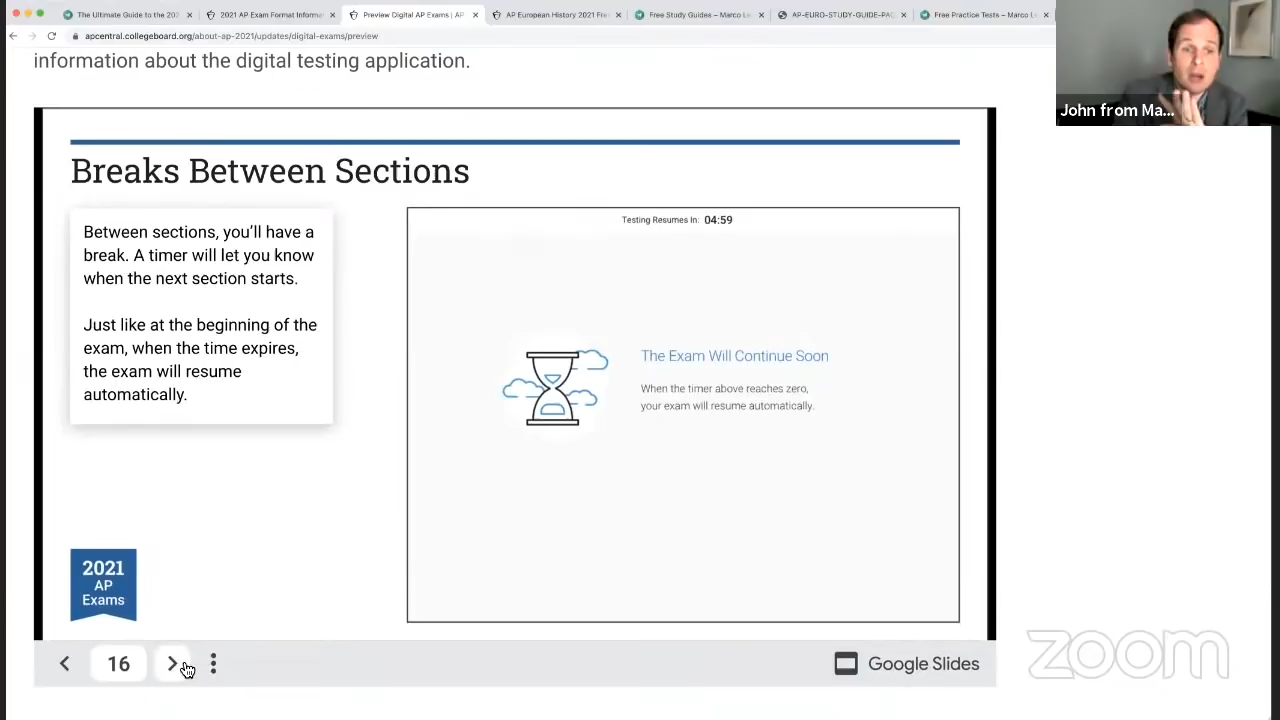 The Ultimate Guide to the 202
2021 AP Exam Format Informat
Preview Digital AP Exams | AP
AP European History 2021 Free
Free Study Guides – Marco Le
AP-EURO-STUDY-GUIDE-PAC
Free Practice Tests – Marco Le
apcentral.collegeboard.org/about-ap-2021/updates/digital-exams/preview
information about the digital testing application.
John from Ma...
Breaks Between Sections
Between sections, you'll have a
break. A timer will let you know
when the next section starts.
Just like at the beginning of the
exam, when the time expires,
the exam will resume
automatically.
Testing Resumes In: 04:59
The Exam Will Continue Soon
When the timer above reaches zero,
your exam will resume automatically.
2021
AP
Exams
16
Google Slides
zoom